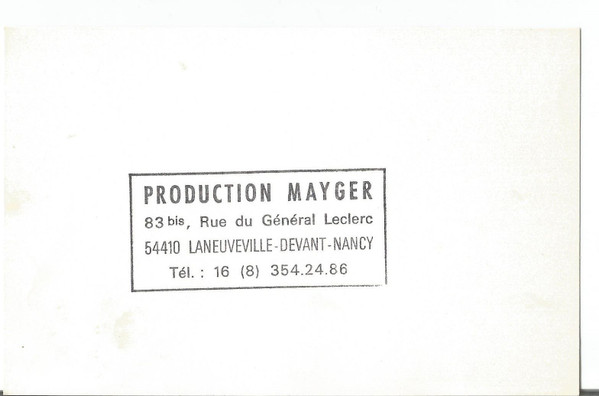 PRODUCTION MAYGER
83 bis, Rue du Général Leclerc
54410 LANEUVEVILLE-DEVANT-NANCY
Tél. : 16 (8) 354.24.86